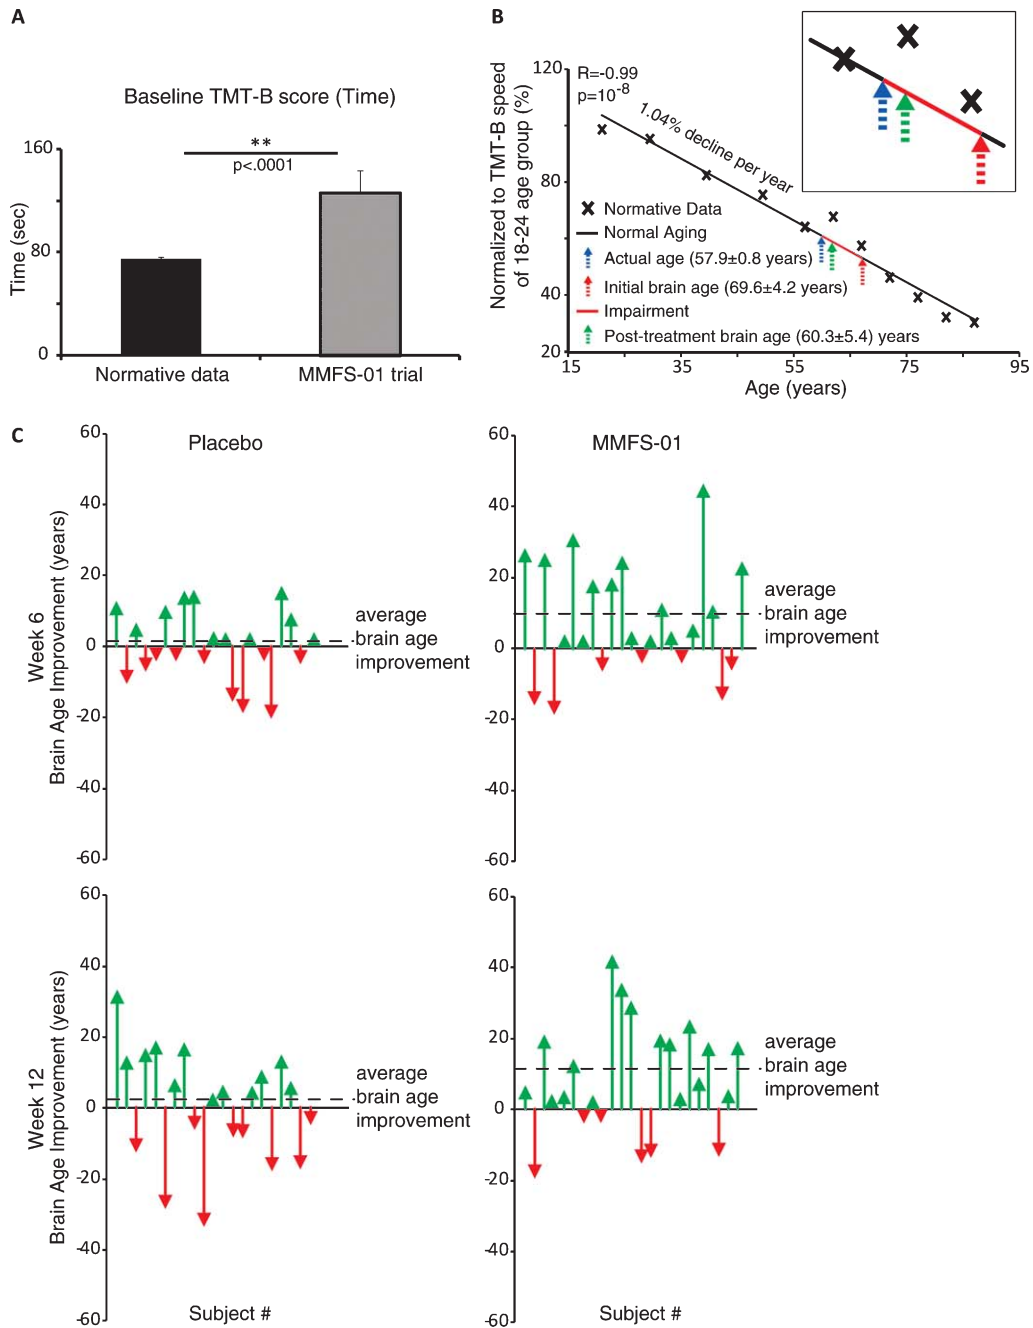 A
Baseline TMT-B score (Time)
**
p<.0001
160
80
0
Time (sec)
Normative data
MMFS-01 trial
B
R=-0.99
p=10-8
1.04% decline per year
120
80
40
20
Normalized to TMT-B speed
of 18-24 age group (%)
Normative Data
Normal Aging
Actual age (57.9±0.8 years)
Initial brain age (69.6±4.2 years)
Impairment
Post-treatment brain age (60.3±5.4) years
15
35
55
75
95
Age (years)
C
Placebo
60
40
20
0
-20
-40
-60
Week 6
Brain Age Improvement (years)
average
brain age
improvement
MMFS-01
60
40
20
0
-20
-40
-60
average
brain age
improvement
60
40
20
0
-20
-40
-60
Week 12
Brain Age Improvement (years)
average
brain age
improvement
Subject #
60
40
20
0
-20
-40
-60
average
brain age
improvement
Subject #